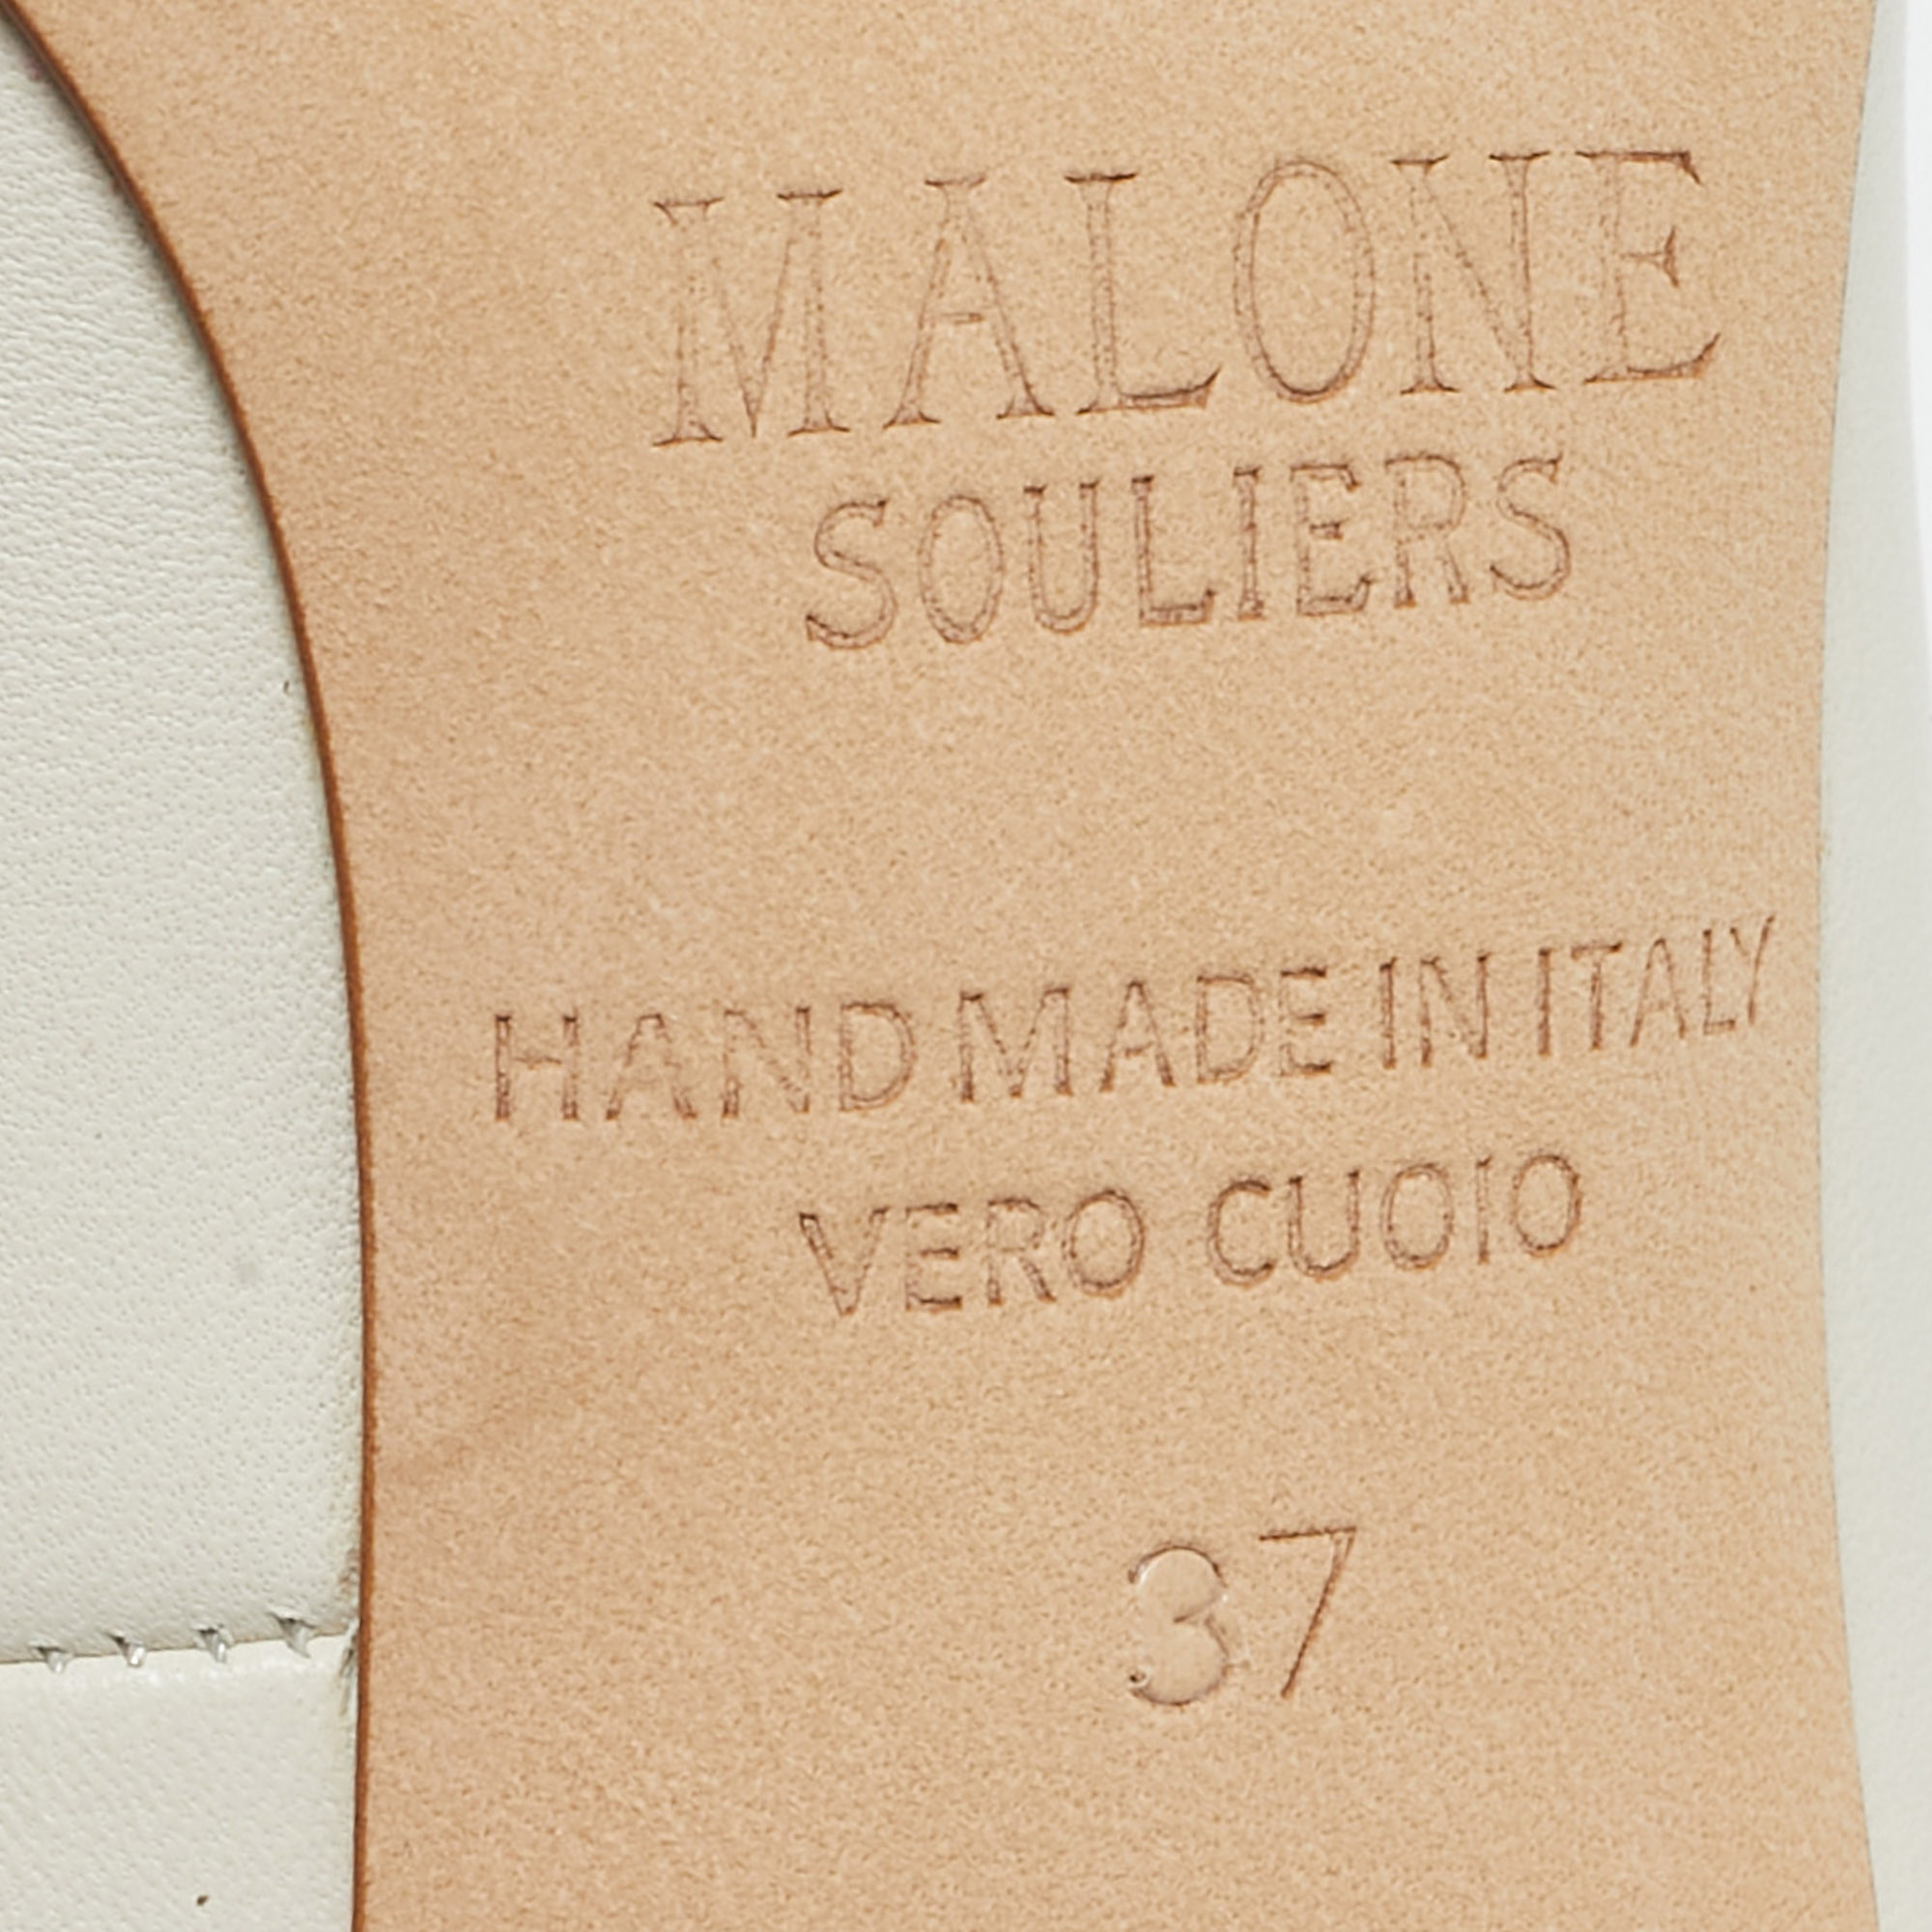 MALONE
SOULIERS
HAND MADE IN ITALY
VERO CUOIO
37